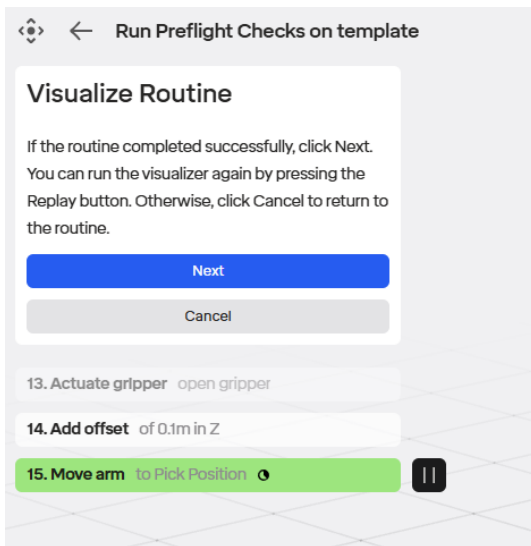 Run Preflight Checks on template
Visualize Routine
If the routine completed successfully, click Next.
You can run the visualizer again by pressing the
Replay button. Otherwise, click Cancel to return to
the routine.
Next
Cancel
13. Actuate gripper open gripper
14. Add offset of 0.1m in Z
15. Move arm to Pick Position